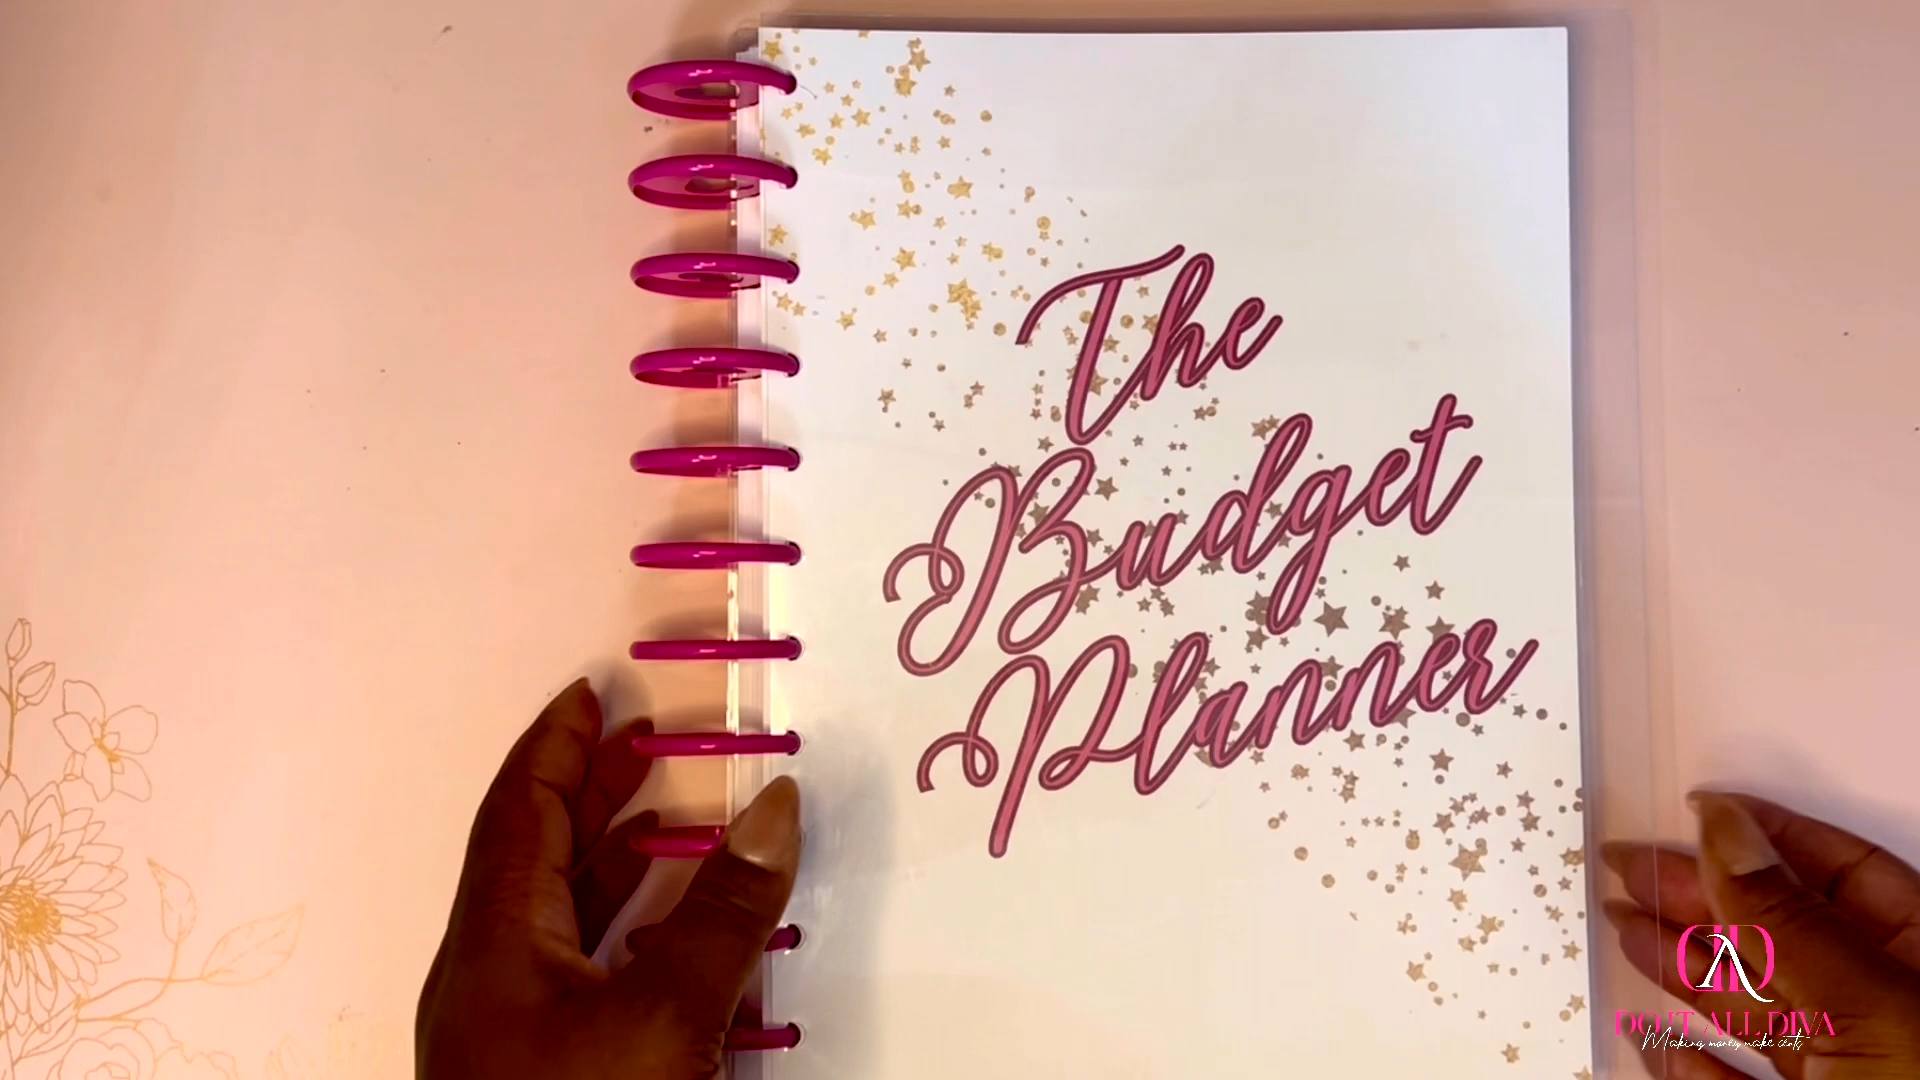 The
Budget
Planner
DO IT ALL DIVA
Making money make cents